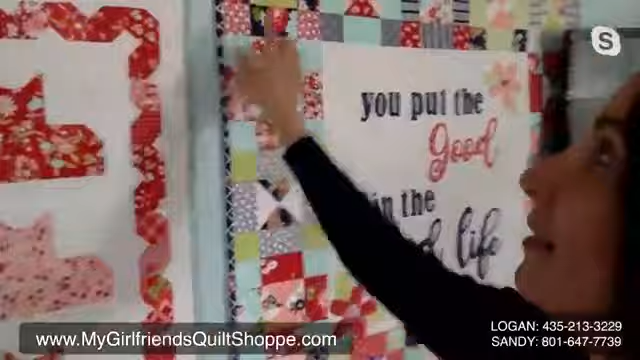 you put the
good
in the
life
www.MyGirlfriendsQuiltShoppe.com
LOGAN: 435-213-3229
SANDY: 801-647-7739